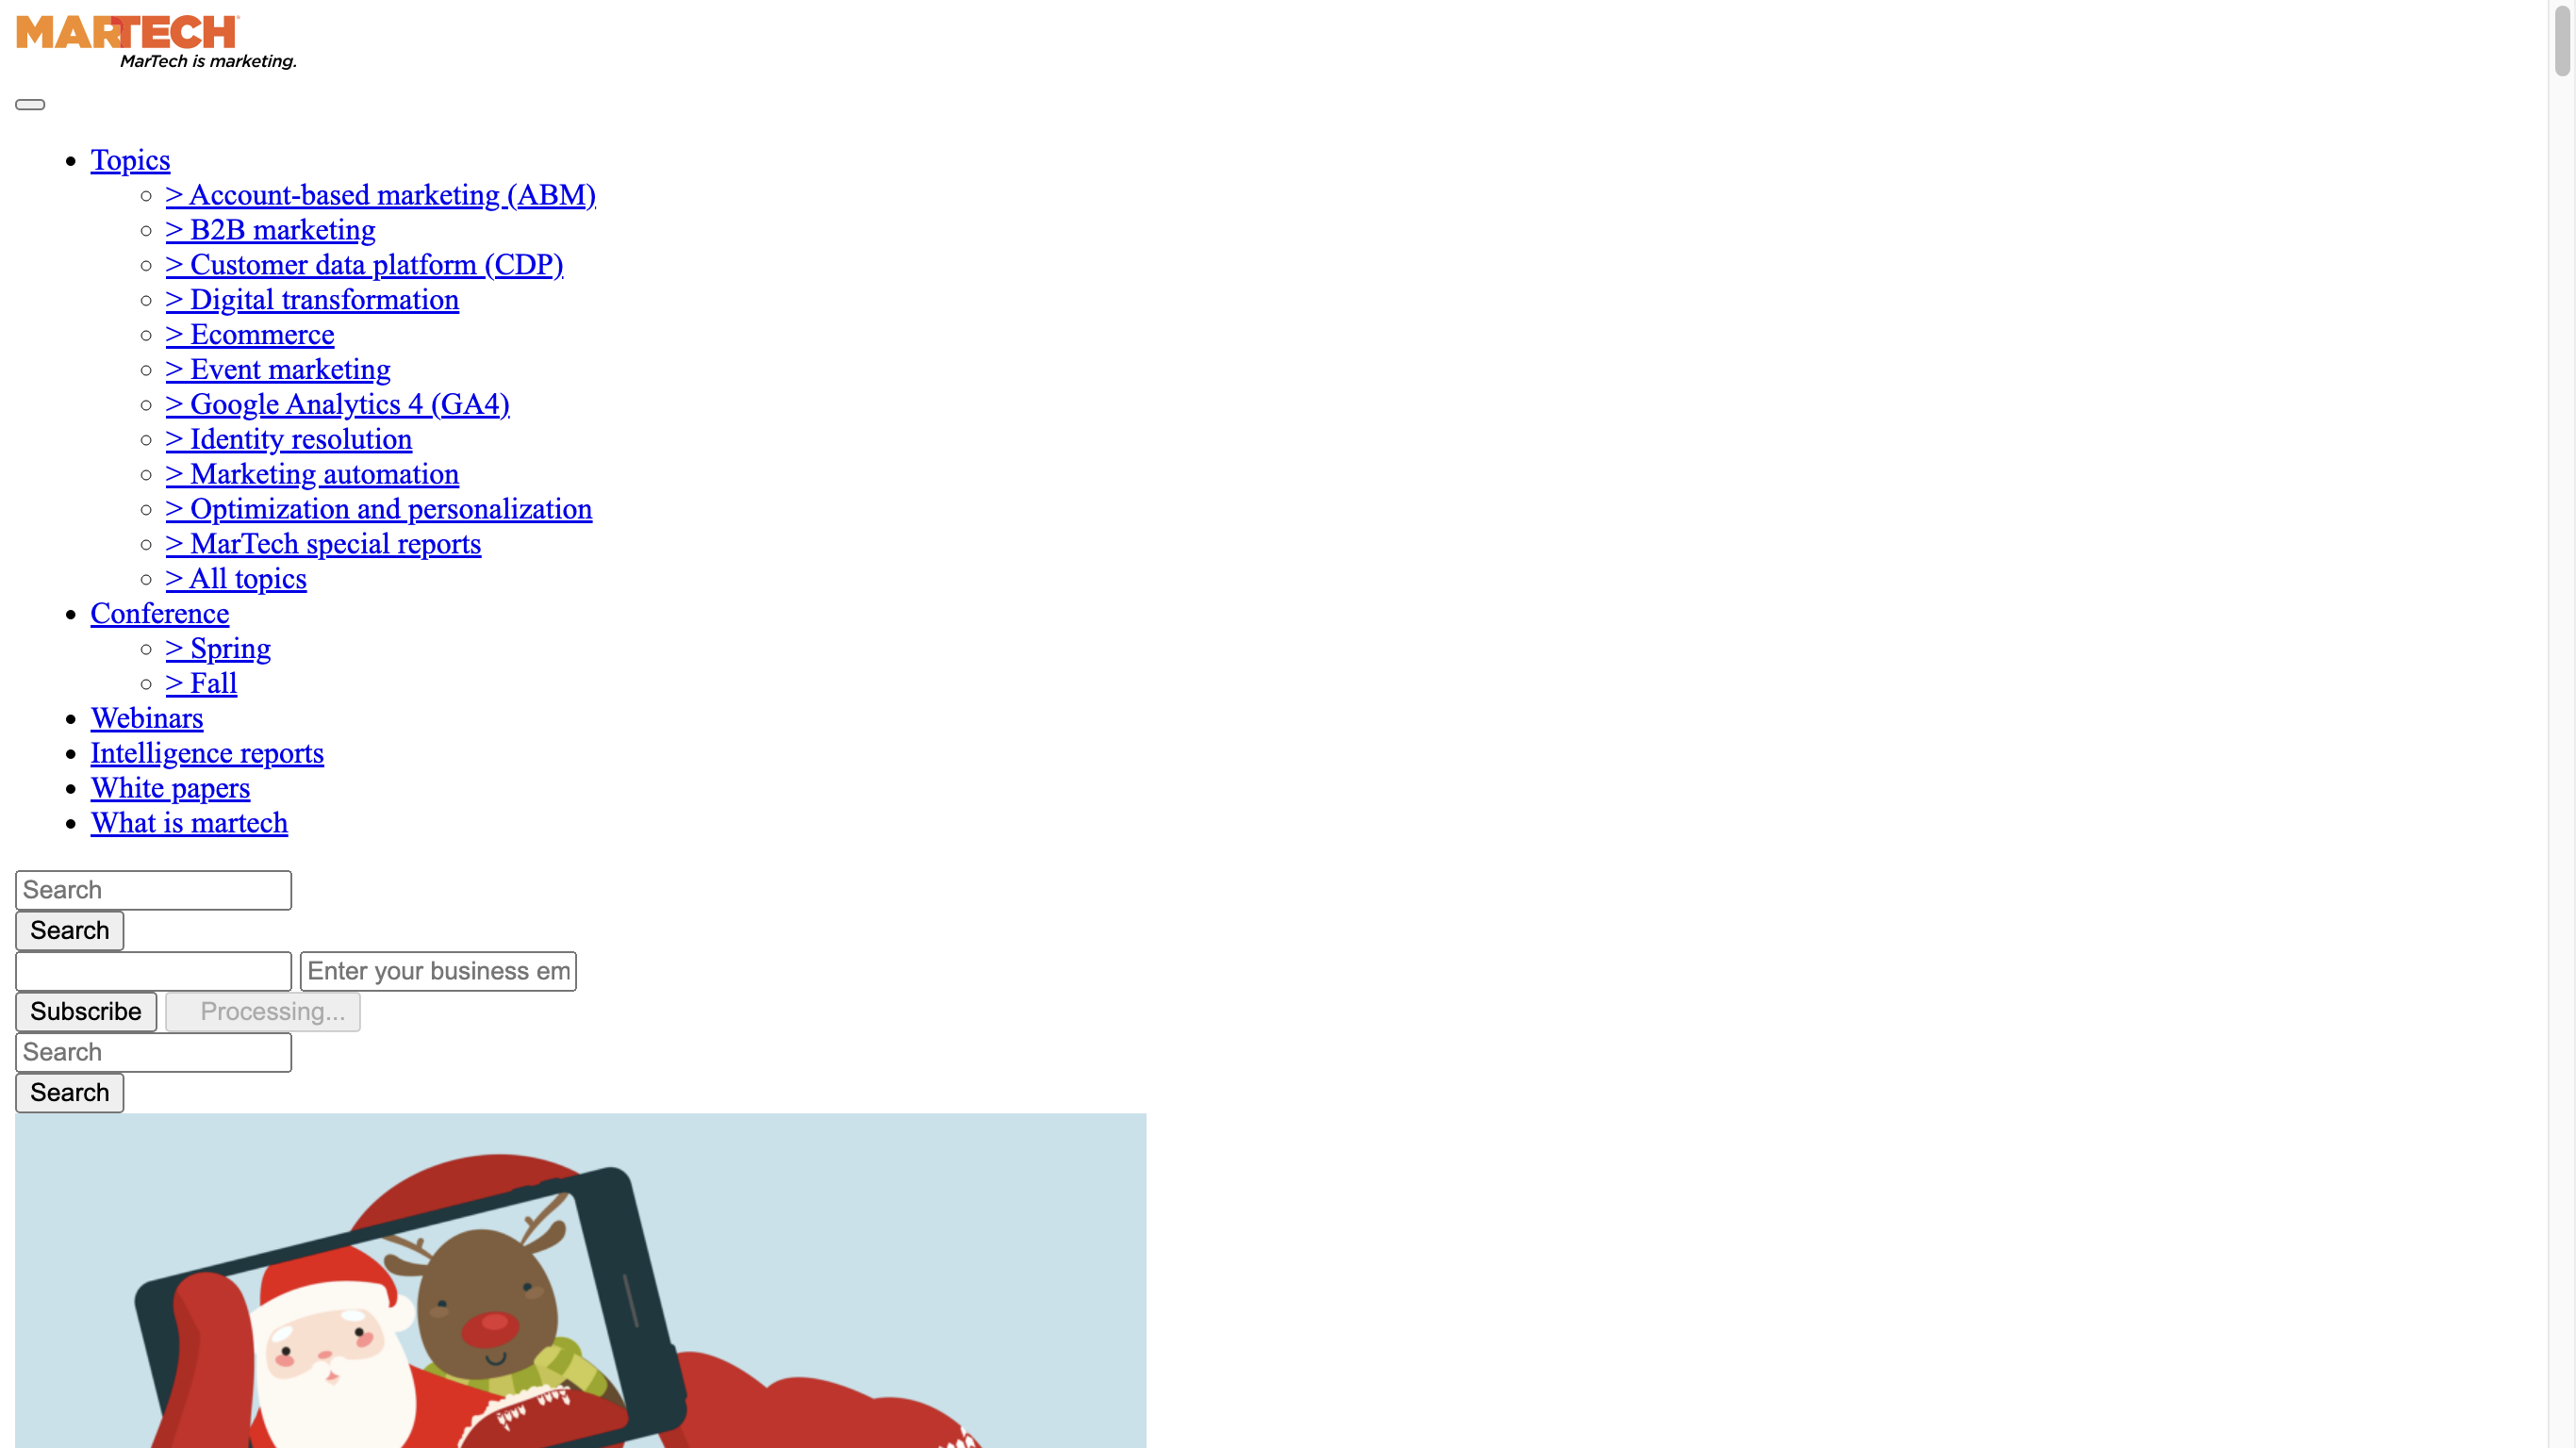 MARTECH
MarTech is marketing.
Topics
> Account-based marketing (ABM)
> B2B marketing
> Customer data platform (CDP)
> Digital transformation
> Ecommerce
> Event marketing
> Google Analytics 4 (GA4)
> Identity resolution
> Marketing automation
> Optimization and personalization
> MarTech special reports
> All topics
Conference
> Spring
> Fall
Webinars
Intelligence reports
White papers
What is martech
Search
Search
Enter your business em
Subscribe Processing...
Search
Search